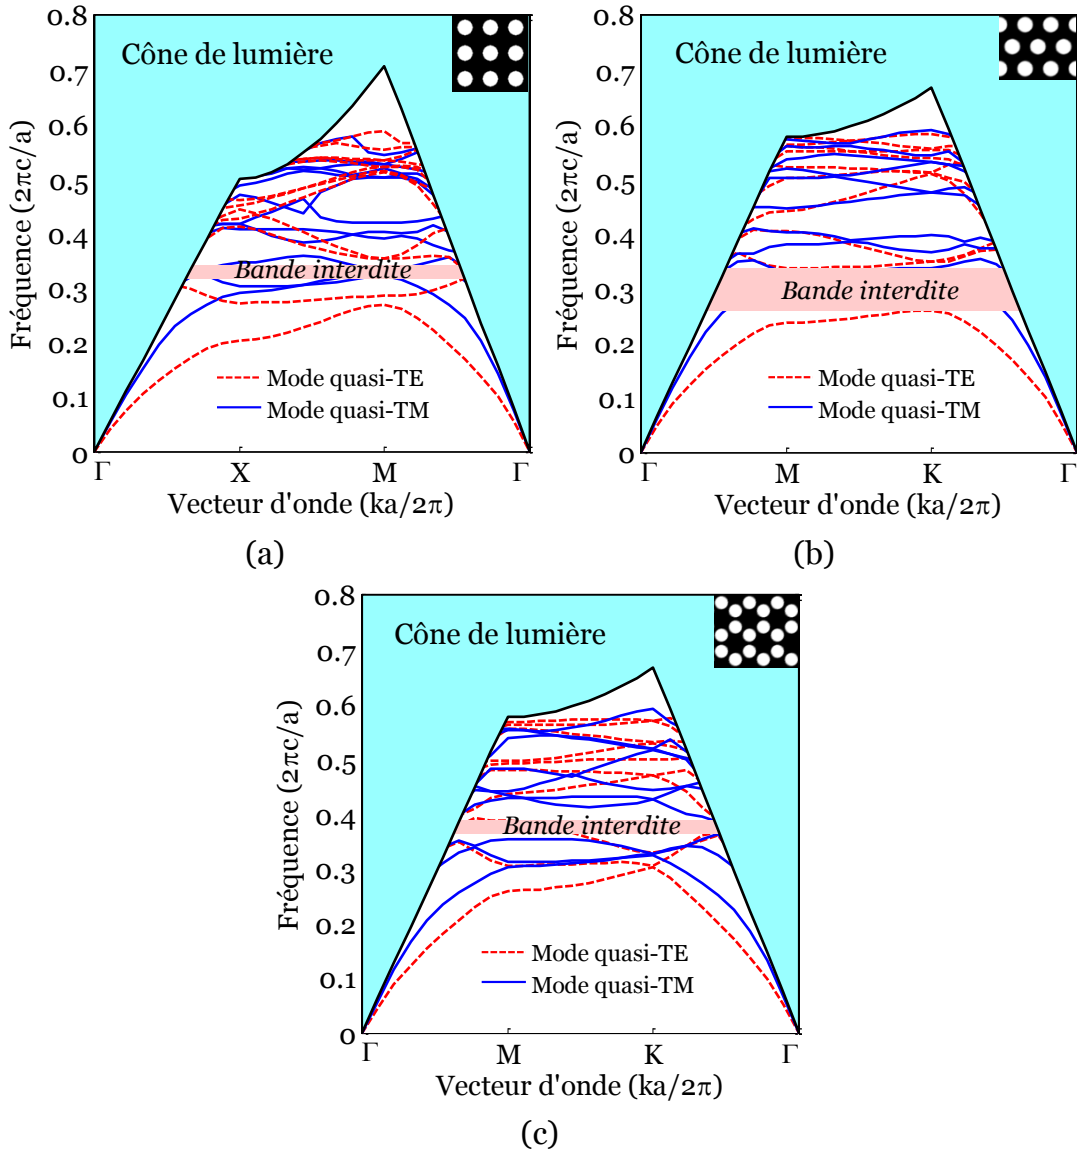 0.8
0.7
0.6
0.5
0.4
0.3
0.2
0.1
0
Fréquence (2πc/a)
Cône de lumière
Bande interdite
Mode quasi-TE
Mode quasi-TM
Γ X M Γ
Vecteur d'onde (ka/2π)
(a)
0.8
0.7
0.6
0.5
0.4
0.3
0.2
0.1
0
Fréquence (2πc/a)
Cône de lumière
Bande interdite
Mode quasi-TE
Mode quasi-TM
Γ M K Γ
Vecteur d'onde (ka/2π)
(b)
0.8
0.7
0.6
0.5
0.4
0.3
0.2
0.1
0
Fréquence (2πc/a)
Cône de lumière
Bande interdite
Mode quasi-TE
Mode quasi-TM
Γ M K Γ
Vecteur d'onde (ka/2π)
(c)